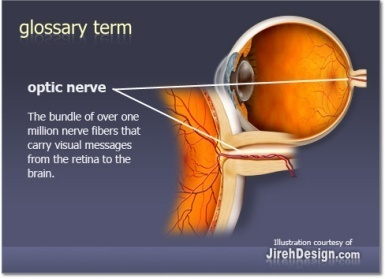 glossary term
optic nerve
The bundle of over one
million nerve fibers that
carry visual messages
from the retina to the
brain.
Illustration courtesy of
JirehDesign.com